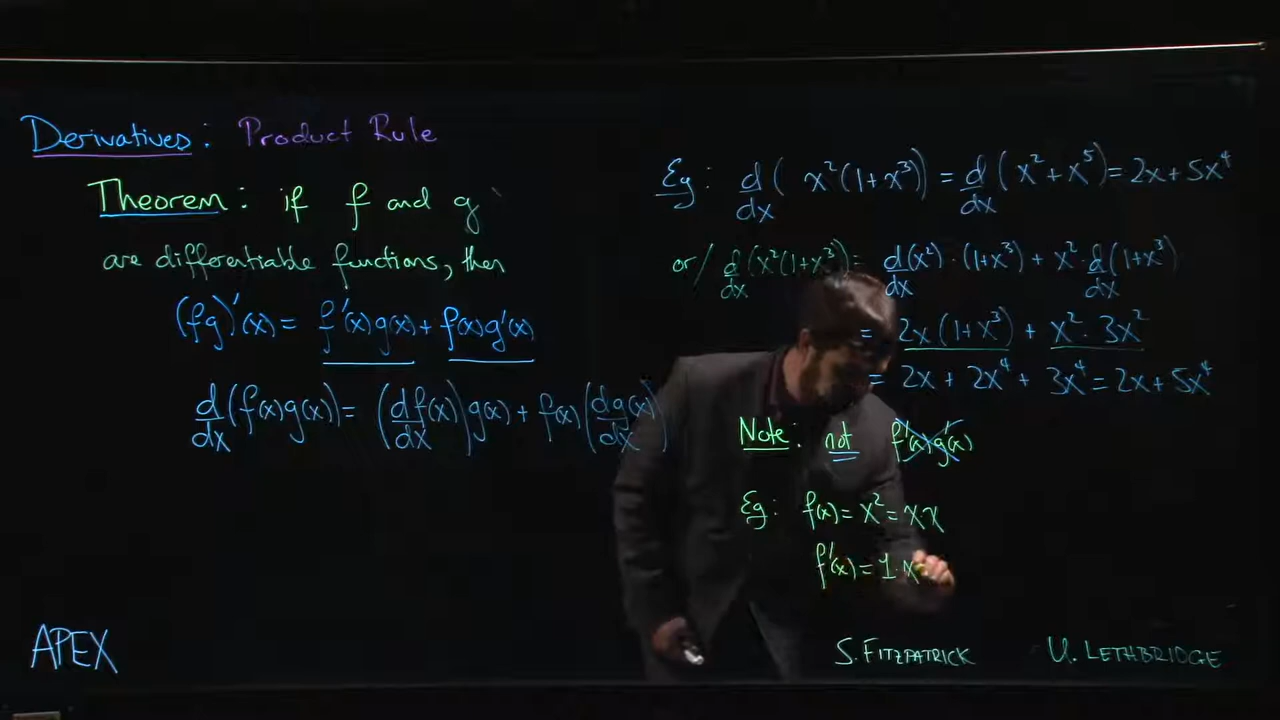 Derivatives: Product Rule
Theorem: if f and g
are differentiable functions, then
(fg)'(x) = f'(x)g(x) + f(x)g'(x)
d/dx (f(x)g(x)) = (df(x)/dx) g(x) + f(x) (dg(x)/dx)
Eg: d/dx ( x²(1+x³)) = d/dx (x² + x⁵) = 2x + 5x⁴
or/ d/dx (x²(1+x³)) = d/dx (x²) · (1+x³) + x² · d/dx (1+x³)
= 2x (1+x³) + x² · 3x²
= 2x + 2x⁴ + 3x⁴ = 2x + 5x⁴
Note: not f'(x)g'(x)
Eg: f(x) = x² = x·x
f'(x) = 1·x
APEX
S. FITZPATRICK
U. LETHBRIDGE